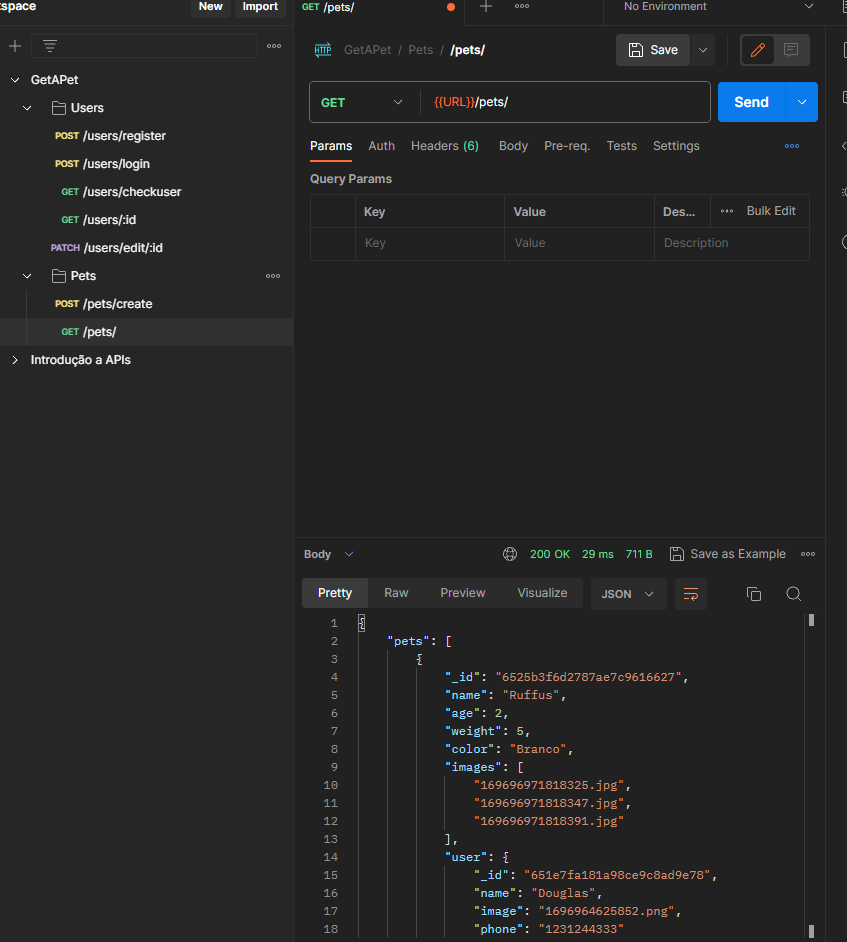 kspace New Import
GET /pets/ No Environment
GetAPet / Pets / /pets/ Save
GetAPet
Users
POST /users/register
POST /users/login
GET /users/checkuser
GET /users/:id
PATCH /users/edit/:id
Pets
POST /pets/create
GET /pets/
Introdução a APIs
HTTP
GET {{URL}}/pets/ Send
Params Auth Headers (6) Body Pre-req. Tests Settings
Query Params
Key Value Des... Bulk Edit
Key Value Description
Body 200 OK 29 ms 711 B Save as Example
Pretty Raw Preview Visualize JSON
1 {
2 "pets": [
3 {
4 "_id": "6525b3f6d2787ae7c9616627",
5 "name": "Ruffus",
6 "age": 2,
7 "weight": 5,
8 "color": "Branco",
9 "images": [
10 "169696971818325.jpg",
11 "169696971818347.jpg",
12 "169696971818391.jpg"
13 ],
14 "user": {
15 "_id": "651e7fa181a98ce9c8ad9e78",
16 "name": "Douglas",
17 "image": "1696964625852.png",
18 "phone": "1231244333"